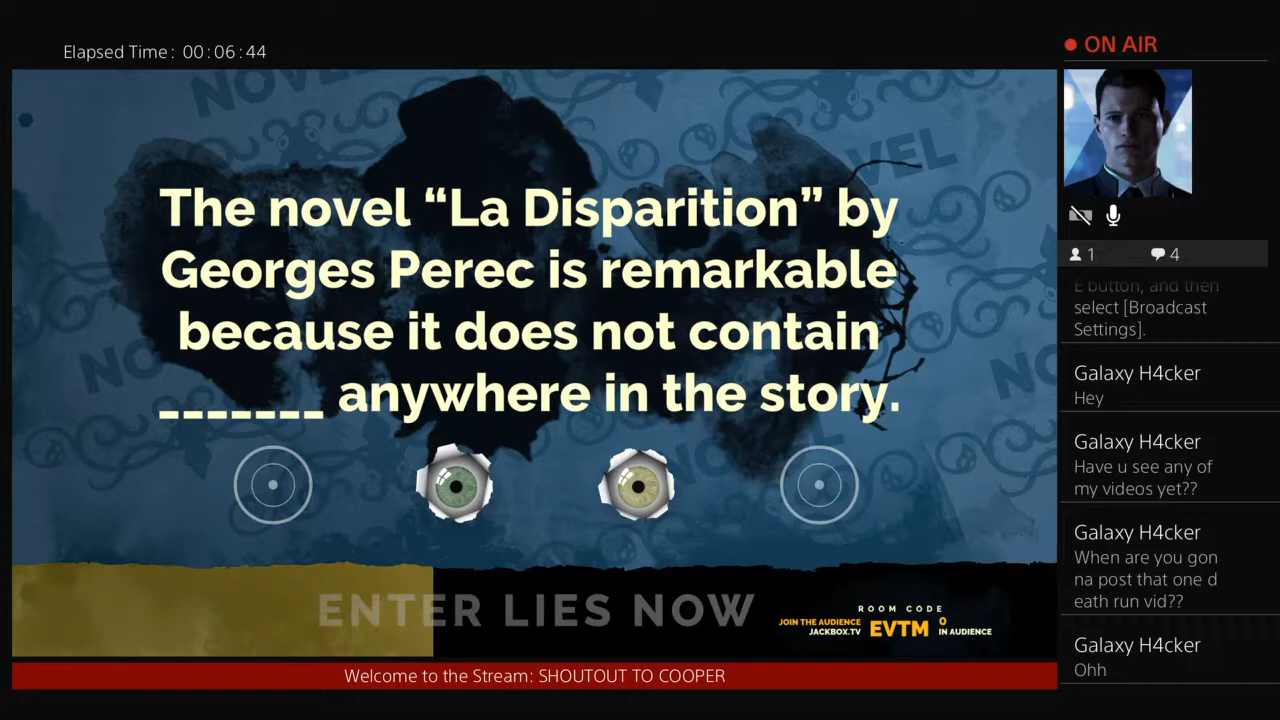 Elapsed Time: 00:06:44
ON AIR
NOVEL
NOVEL
The novel “La Disparition” by
Georges Perec is remarkable
because it does not contain
_______ anywhere in the story.
ENTER LIES NOW
ROOM CODE
JOIN THE AUDIENCE
JACKBOX.TV
EVTM
0
IN AUDIENCE
Welcome to the Stream: SHOUTOUT TO COOPER
1
4
E button, and then
select [Broadcast
Settings].
Galaxy H4cker
Hey
Galaxy H4cker
Have u see any of
my videos yet??
Galaxy H4cker
When are you gon
na post that one d
eath run vid??
Galaxy H4cker
Ohh